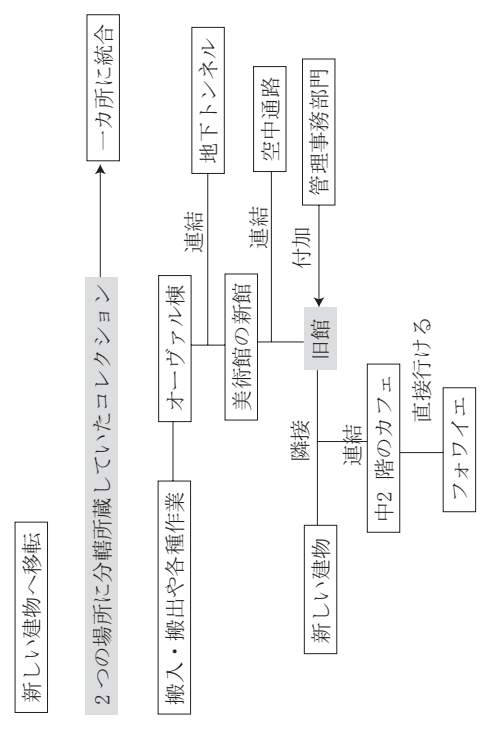 新しい建物へ移転
2つの場所に分轄所蔵していたコレクション
一カ所に統合
搬入・搬出や各種作業
オーヴァル棟
連結
地下トンネル
美術館の新館
連結
空中通路
旧館
付加
管理事務部門
隣接
新しい建物
連結
中2 階のカフェ
直接行ける
フォワイエ